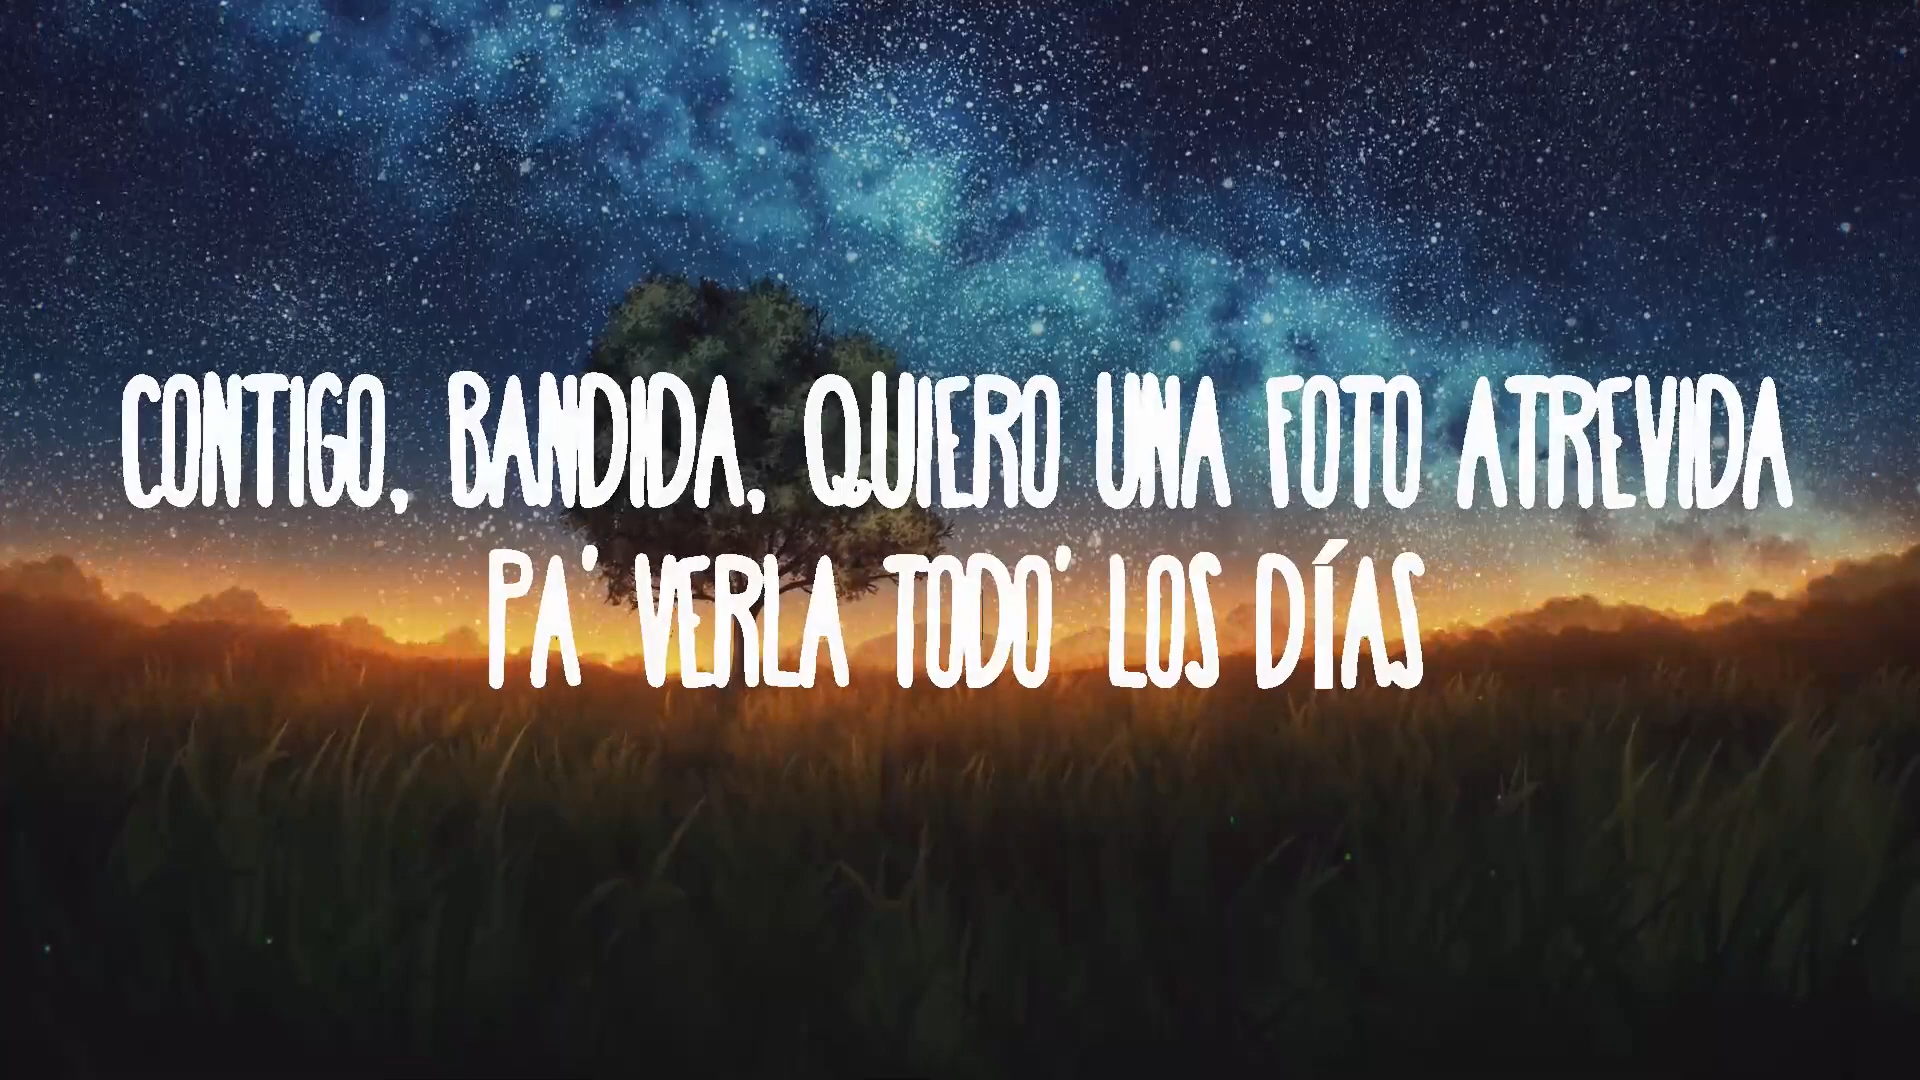 CONTIGO, BANDIDA, QUIERO UNA FOTO ATREVIDA
PA' VERLA TODO' LOS DÍAS